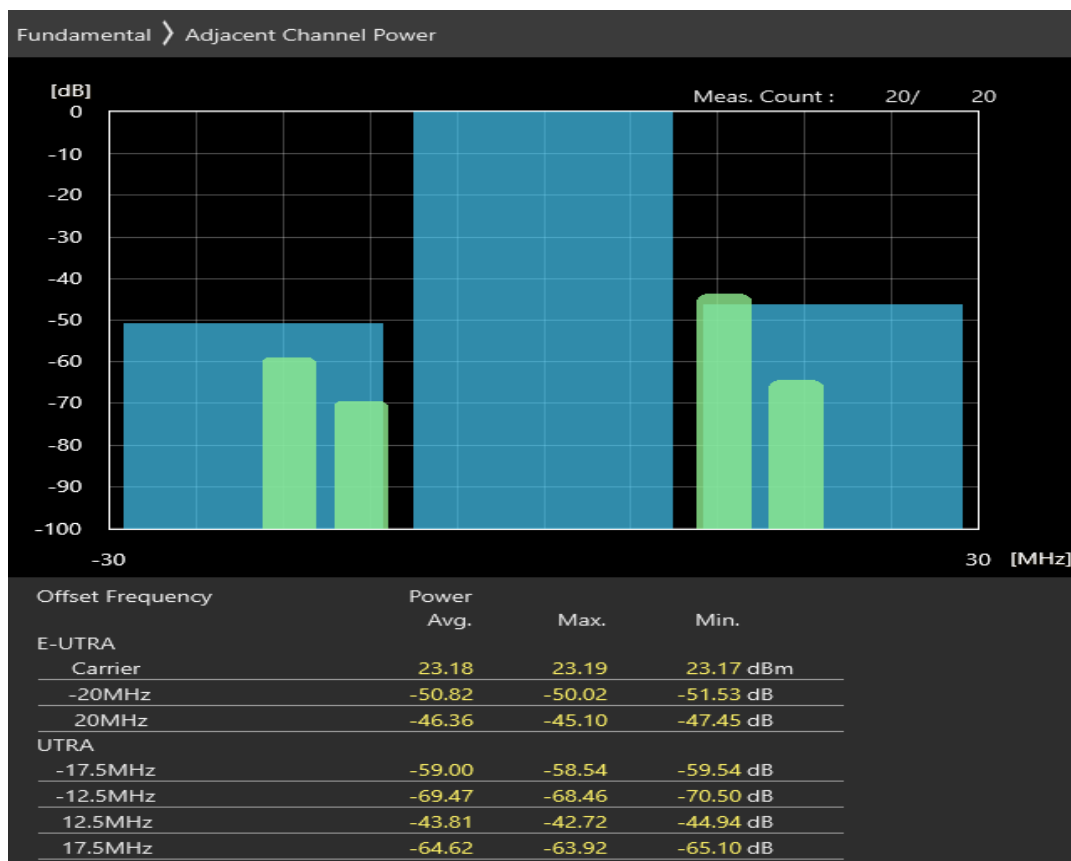 Fundamental ❯ Adjacent Channel Power
[dB]
Meas. Count : 20/ 20
0
-10
-20
-30
-40
-50
-60
-70
-80
-90
-100
-30 30 [MHz]
Offset Frequency Power
Avg. Max. Min.
E-UTRA
Carrier 23.18 23.19 23.17 dBm
-20MHz -50.82 -50.02 -51.53 dB
20MHz -46.36 -45.10 -47.45 dB
UTRA
-17.5MHz -59.00 -58.54 -59.54 dB
-12.5MHz -69.47 -68.46 -70.50 dB
12.5MHz -43.81 -42.72 -44.94 dB
17.5MHz -64.62 -63.92 -65.10 dB